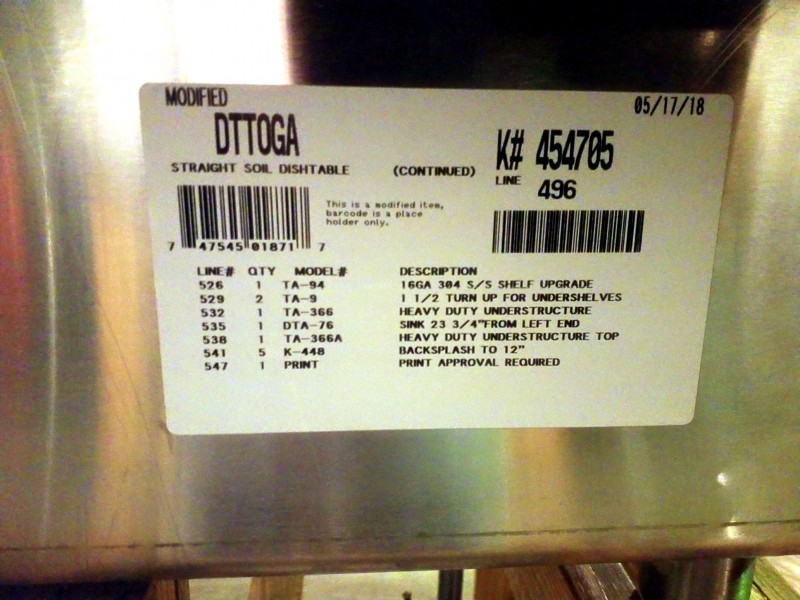 MODIFIED
05/17/18
DTTOGA
K# 454705
STRAIGHT SOIL DISHTABLE (CONTINUED)
LINE 496
This is a modified item,
barcode is a place
holder only.
7 47545 01871 7
LINE# QTY MODEL# DESCRIPTION
526 1 TA-94 16GA 304 S/S SHELF UPGRADE
529 2 TA-9 1 1/2 TURN UP FOR UNDERSHELVES
532 1 TA-366 HEAVY DUTY UNDERSTRUCTURE
535 1 DTA-76 SINK 23 3/4"FROM LEFT END
538 1 TA-366A HEAVY DUTY UNDERSTRUCTURE TOP
541 5 K-448 BACKSPLASH TO 12"
547 1 PRINT PRINT APPROVAL REQUIRED